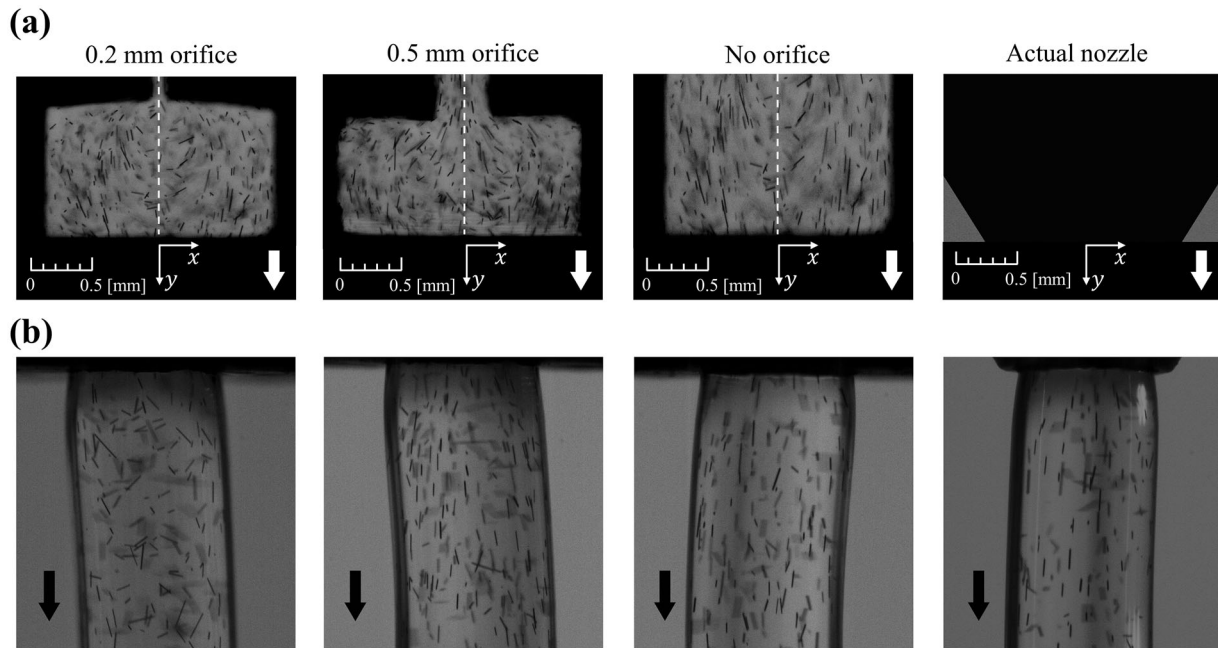 (a)
0.2 mm orifice 0.5 mm orifice No orifice Actual nozzle
x x x x
0 0.5 [mm] y 0 0.5 [mm] y 0 0.5 [mm] y 0 0.5 [mm] y
(b)